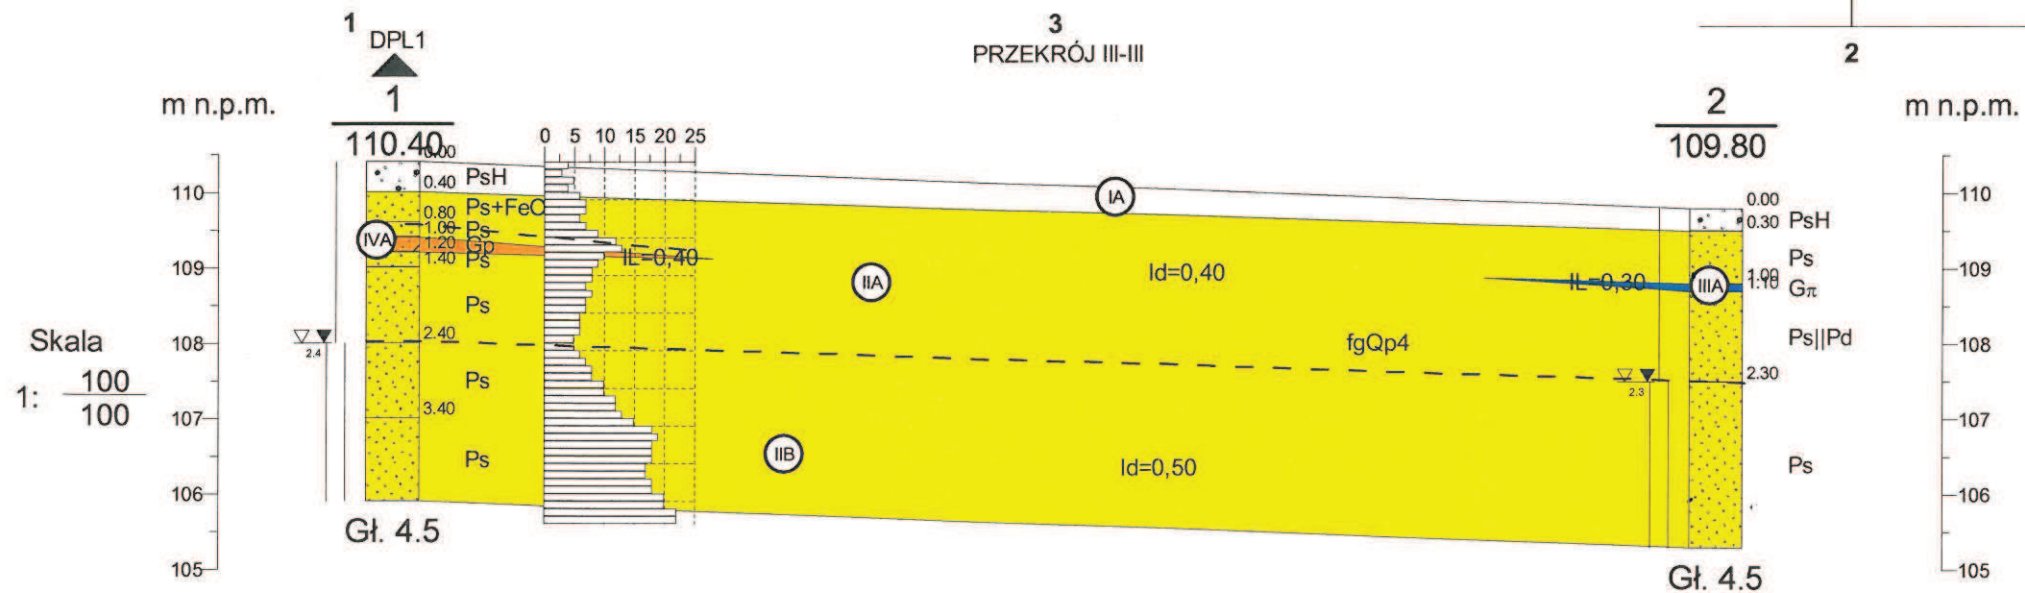 1
DPL1
3
PRZEKRÓJ III-III
2
m n.p.m.
1
110.40
2
109.80
m n.p.m.
0 5 10 15 20 25
0,00
0.40
PsH
0.80
Ps+FeO
1.00
Ps
1.20
Gp
1.40
Ps
IVA
IL=0,40
Ps
2.40
2.4
Ps
3.40
Ps
Gł. 4.5
IA
IIA
Id=0,40
fgQp4
IIB
Id=0,50
IL=0,30
IIIA
0.00
0.30
PsH
Ps
1.00
1.10
Gπ
Ps||Pd
2.30
2.3
Ps
Gł. 4.5
110
109
108
107
106
105
110
109
108
107
106
105
Skala
1: 100
100